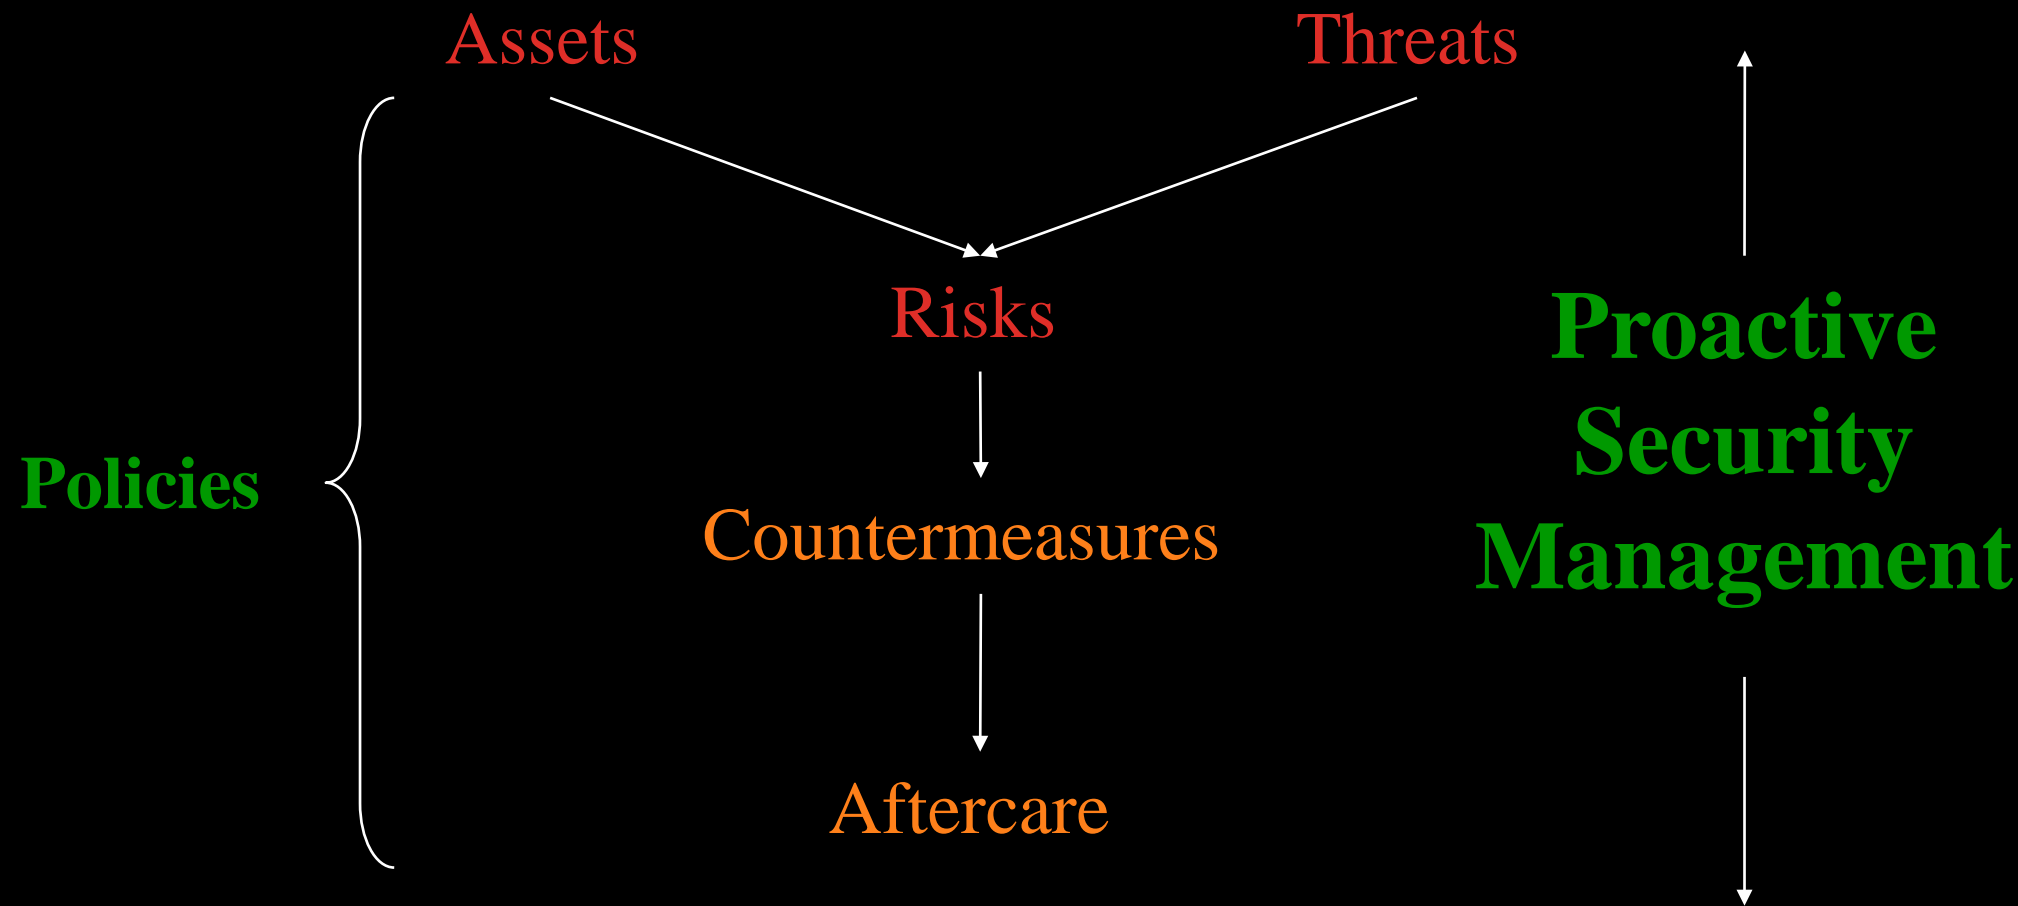 Assets
Threats
Risks
Countermeasures
Aftercare
Policies
Proactive
Security
Management